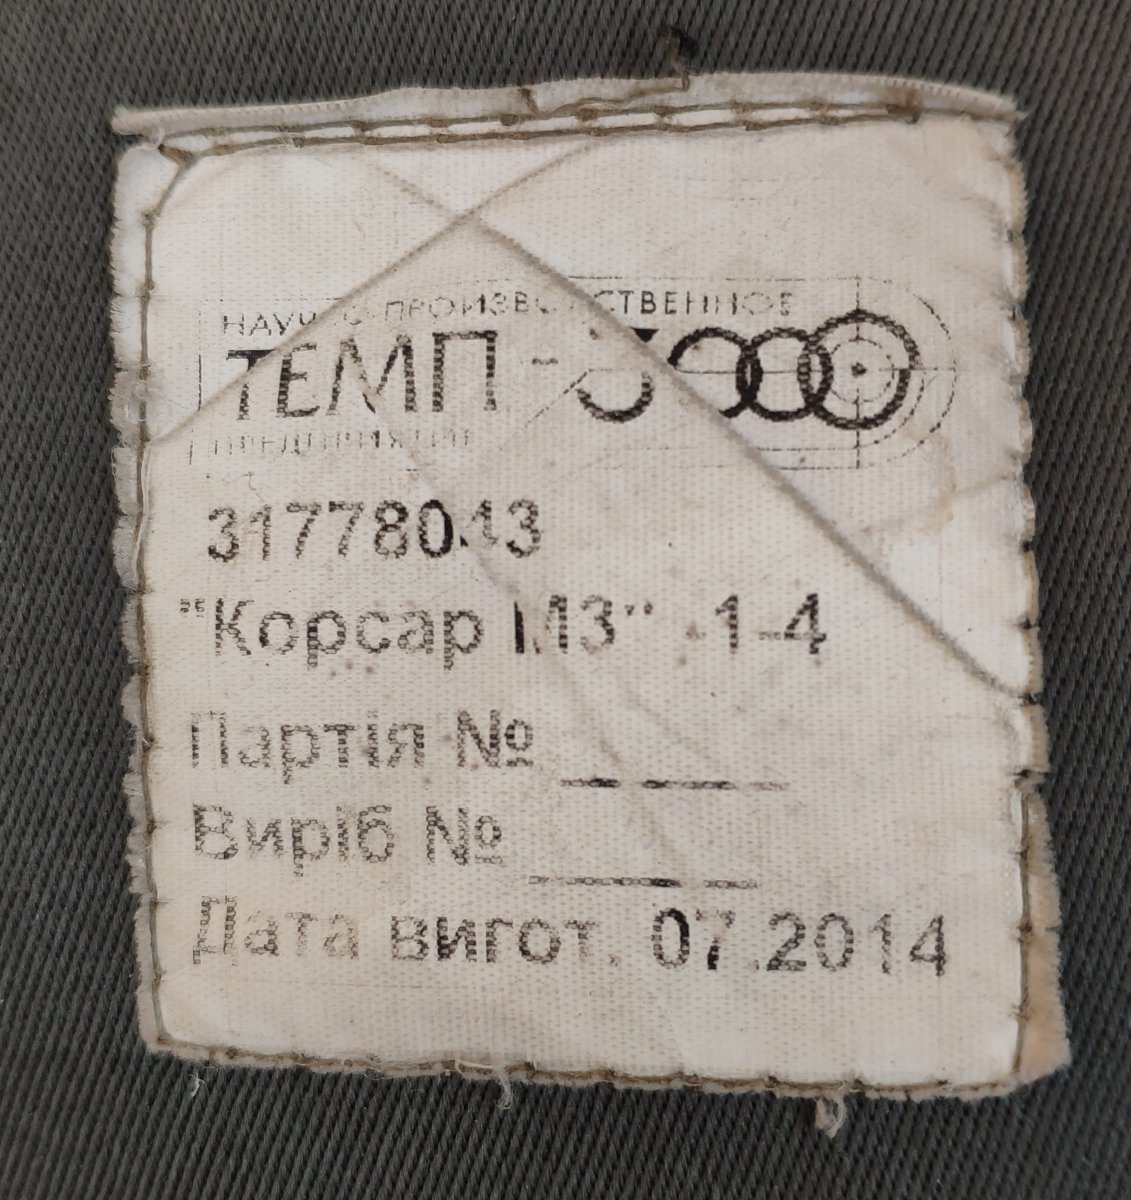 НАУЧНО ПРОИЗВОДСТВЕННОЕ
ТЕМП-3000
ПРЕДПРИЯТИЕ
31778043
"Корсар М3" -1-4
Партія №
Виріб №
Дата вигот. 07.2014